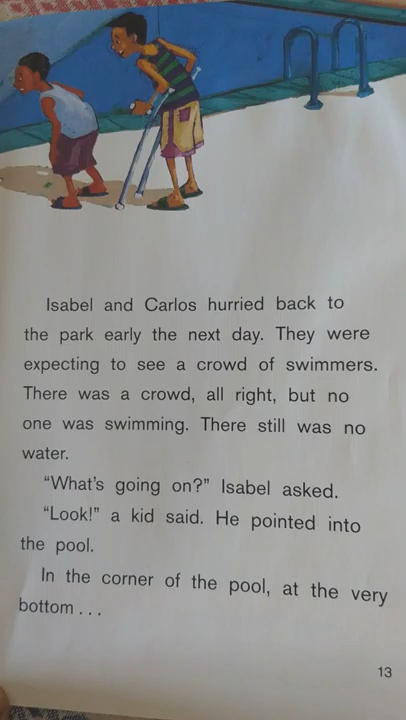 Isabel and Carlos hurried back to
the park early the next day. They were
expecting to see a crowd of swimmers.
There was a crowd, all right, but no
one was swimming. There still was no
water.
“What’s going on?” Isabel asked.
“Look!” a kid said. He pointed into
the pool.
In the corner of the pool, at the very
bottom . . .
13